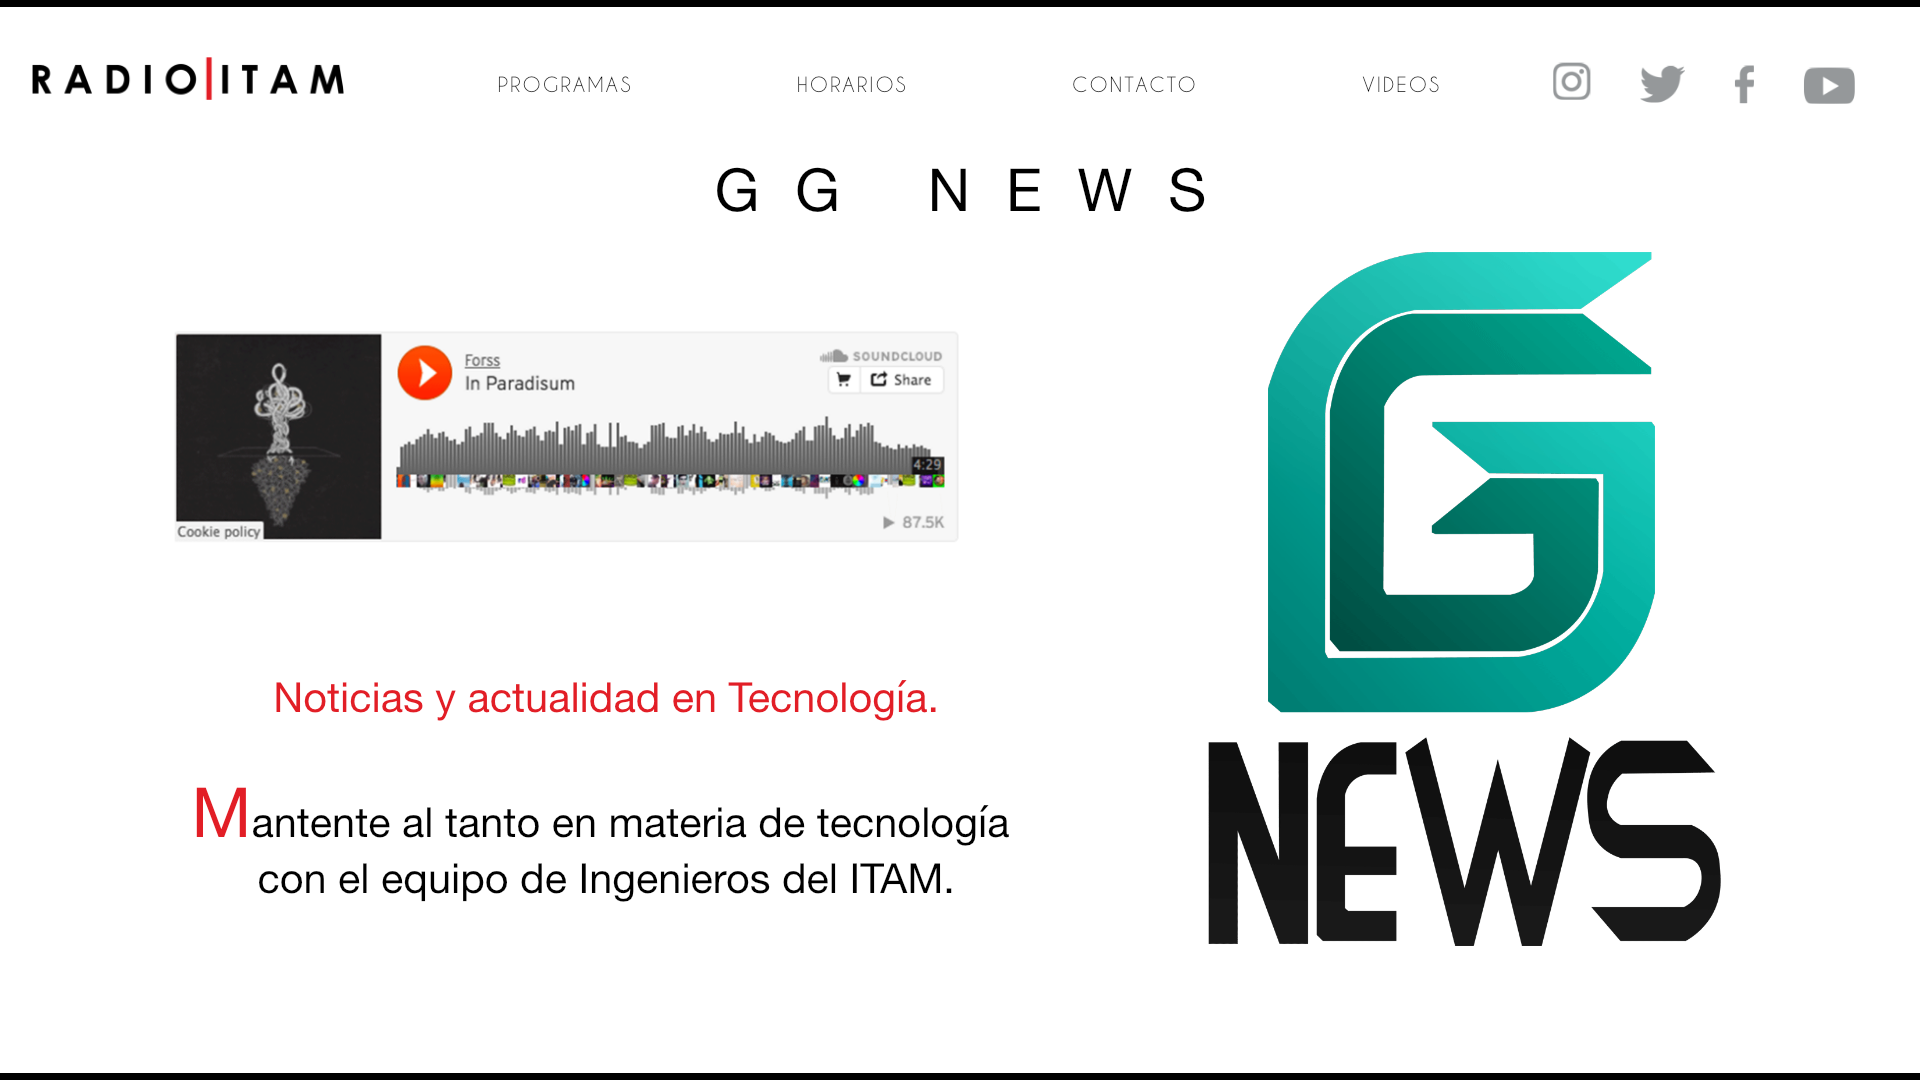 RADIO|ITAM
PROGRAMAS
HORARIOS
CONTACTO
VIDEOS
GG NEWS
Forss
In Paradisum
SOUNDCLOUD
Share
4:29
87.5K
Cookie policy
Noticias y actualidad en Tecnología.
Mantente al tanto en materia de tecnología
con el equipo de Ingenieros del ITAM.
G
NEWS